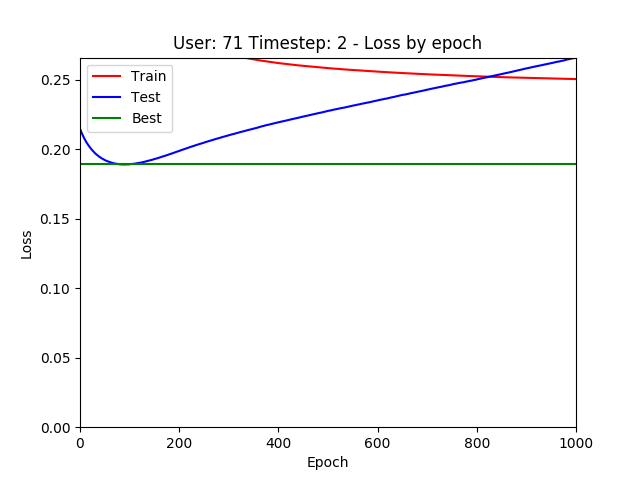 User: 71 Timestep: 2 - Loss by epoch
Train
Test
Best
0.25
0.20
0.15
0.10
0.05
0.00
Loss
0 200 400 600 800 1000
Epoch